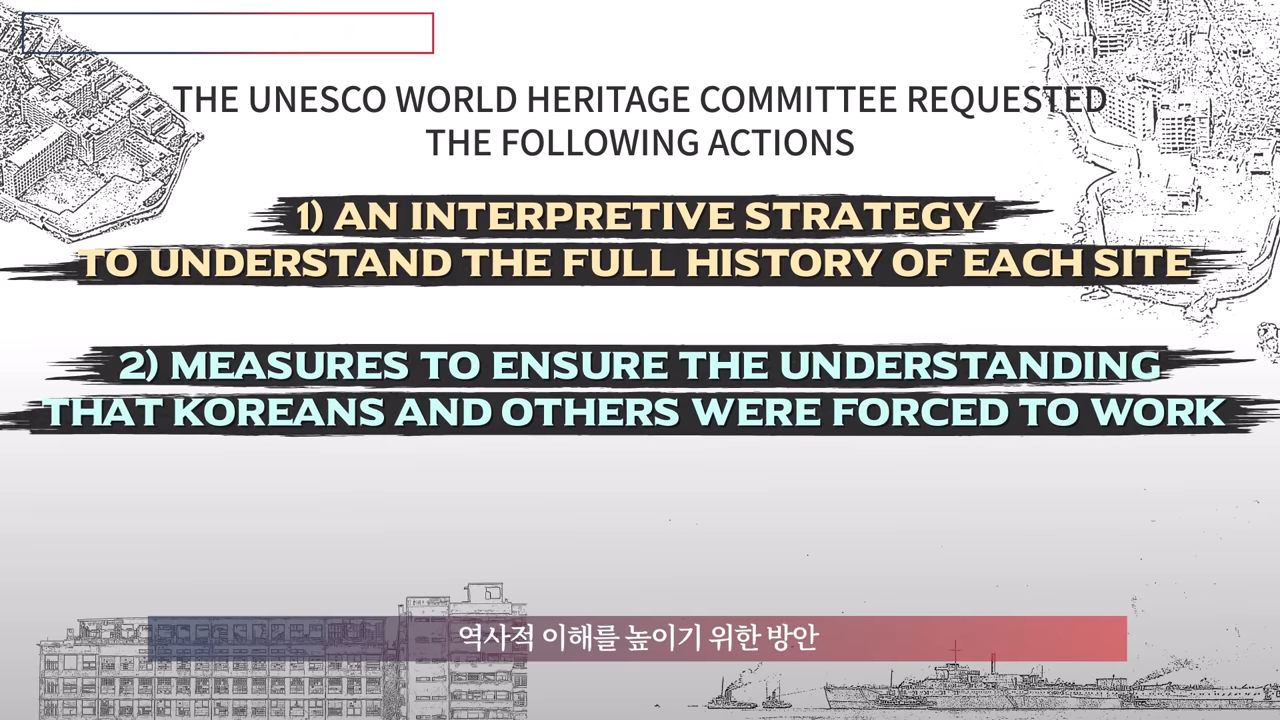 THE UNESCO WORLD HERITAGE COMMITTEE REQUESTED
THE FOLLOWING ACTIONS
1) AN INTERPRETIVE STRATEGY
TO UNDERSTAND THE FULL HISTORY OF EACH SITE
2) MEASURES TO ENSURE THE UNDERSTANDING
THAT KOREANS AND OTHERS WERE FORCED TO WORK
역사적 이해를 높이기 위한 방안